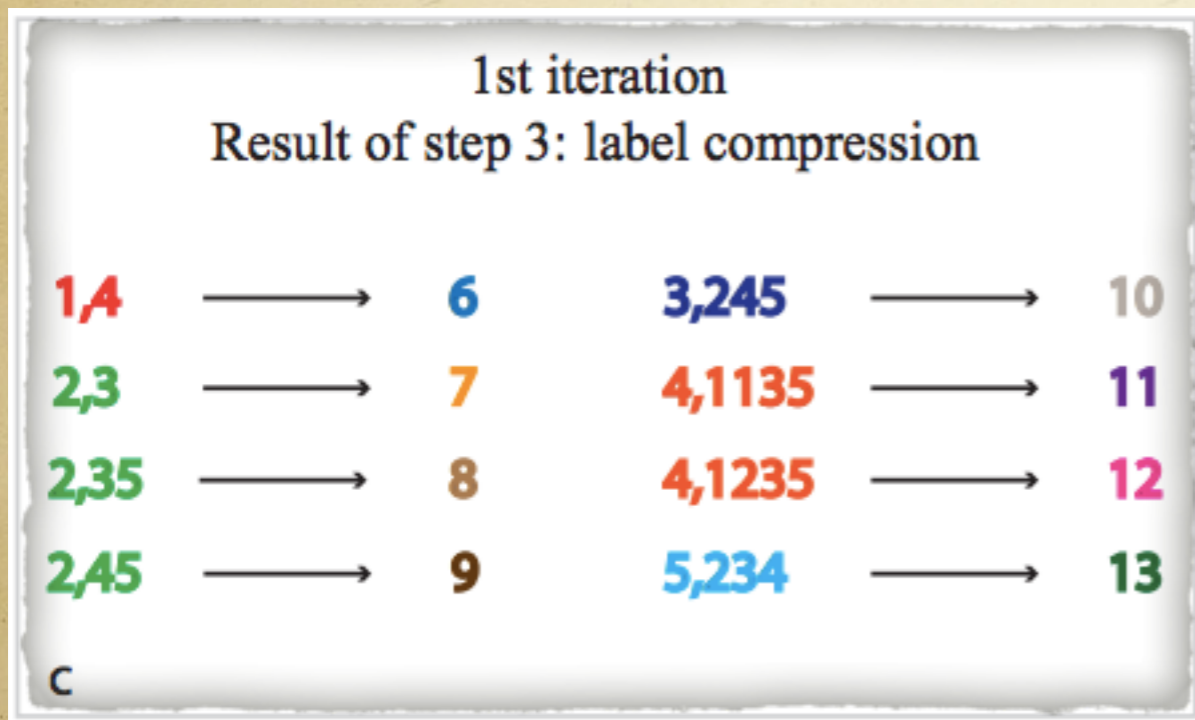 1st iteration
Result of step 3: label compression
1,4 ⟶ 6 3,245 ⟶ 10
2,3 ⟶ 7 4,1135 ⟶ 11
2,35 ⟶ 8 4,1235 ⟶ 12
2,45 ⟶ 9 5,234 ⟶ 13
C